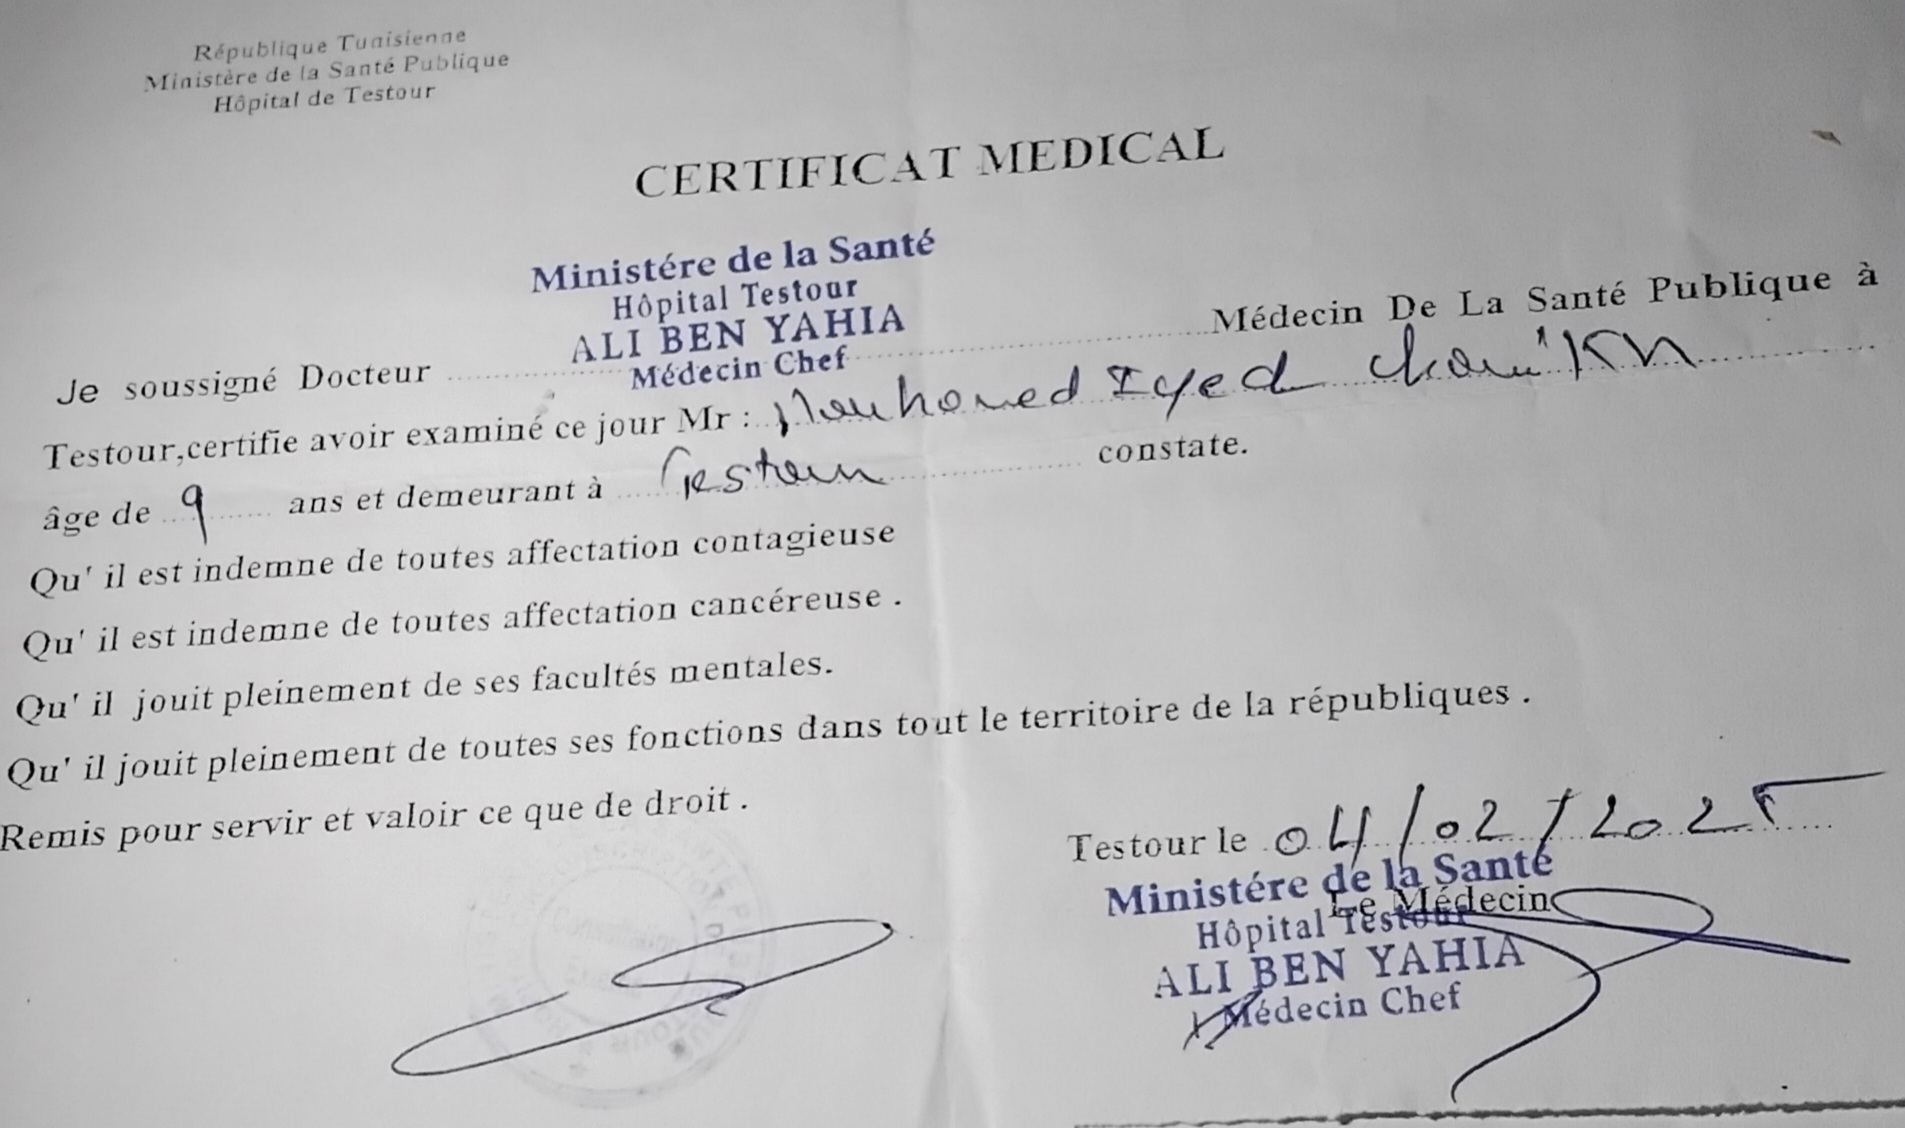 République Tunisienne
Ministère de la Santé Publique
Hôpital de Testour
CERTIFICAT MEDICAL
Ministére de la Santé
Hôpital Testour
ALI BEN YAHIA
Médecin Chef
Je soussigné Docteur Médecin De La Santé Publique à
Testour,certifie avoir examiné ce jour Mr : Mouhomed Iyed
âge de 9 ans et demeurant à Testour constate.
Qu' il est indemne de toutes affectation contagieuse
Qu' il est indemne de toutes affectation cancéreuse .
Qu' il jouit pleinement de ses facultés mentales.
Qu' il jouit pleinement de toutes ses fonctions dans tout le territoire de la républiques .
Remis pour servir et valoir ce que de droit .
Testour le 04/02/2025
Le Médecin
Ministére de la Santé
Hôpital Testour
ALI BEN YAHIA
Médecin Chef